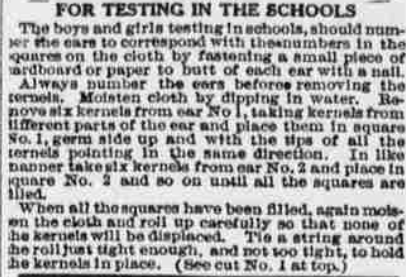 FOR TESTING IN THE SCHOOLS
The boys and girls testing in schools, should num-
ber the ears to correspond with the numbers in the
squares on the cloth by fastening a small piece of
cardboard or paper to butt of each ear with a nail.
Always number the ears before removing the
kernels. Moisten cloth by dipping in water. Re-
move six kernels from ear No 1, taking kernels from
different parts of the ear and place them in square
No. 1, germ side up and with the tips of all the
kernels pointing in the same direction. In like
manner take six kernels from ear No. 2 and place in
square No. 2 and so on until all the squares are
filled.
When all the squares have been filled, again mois-
ten the cloth and roll up carefully so that none of
the kernels will be displaced. Tie a string around
the roll just tight enough, and not too tight, to hold
the kernels in place. (See cut No. 1 at top.)